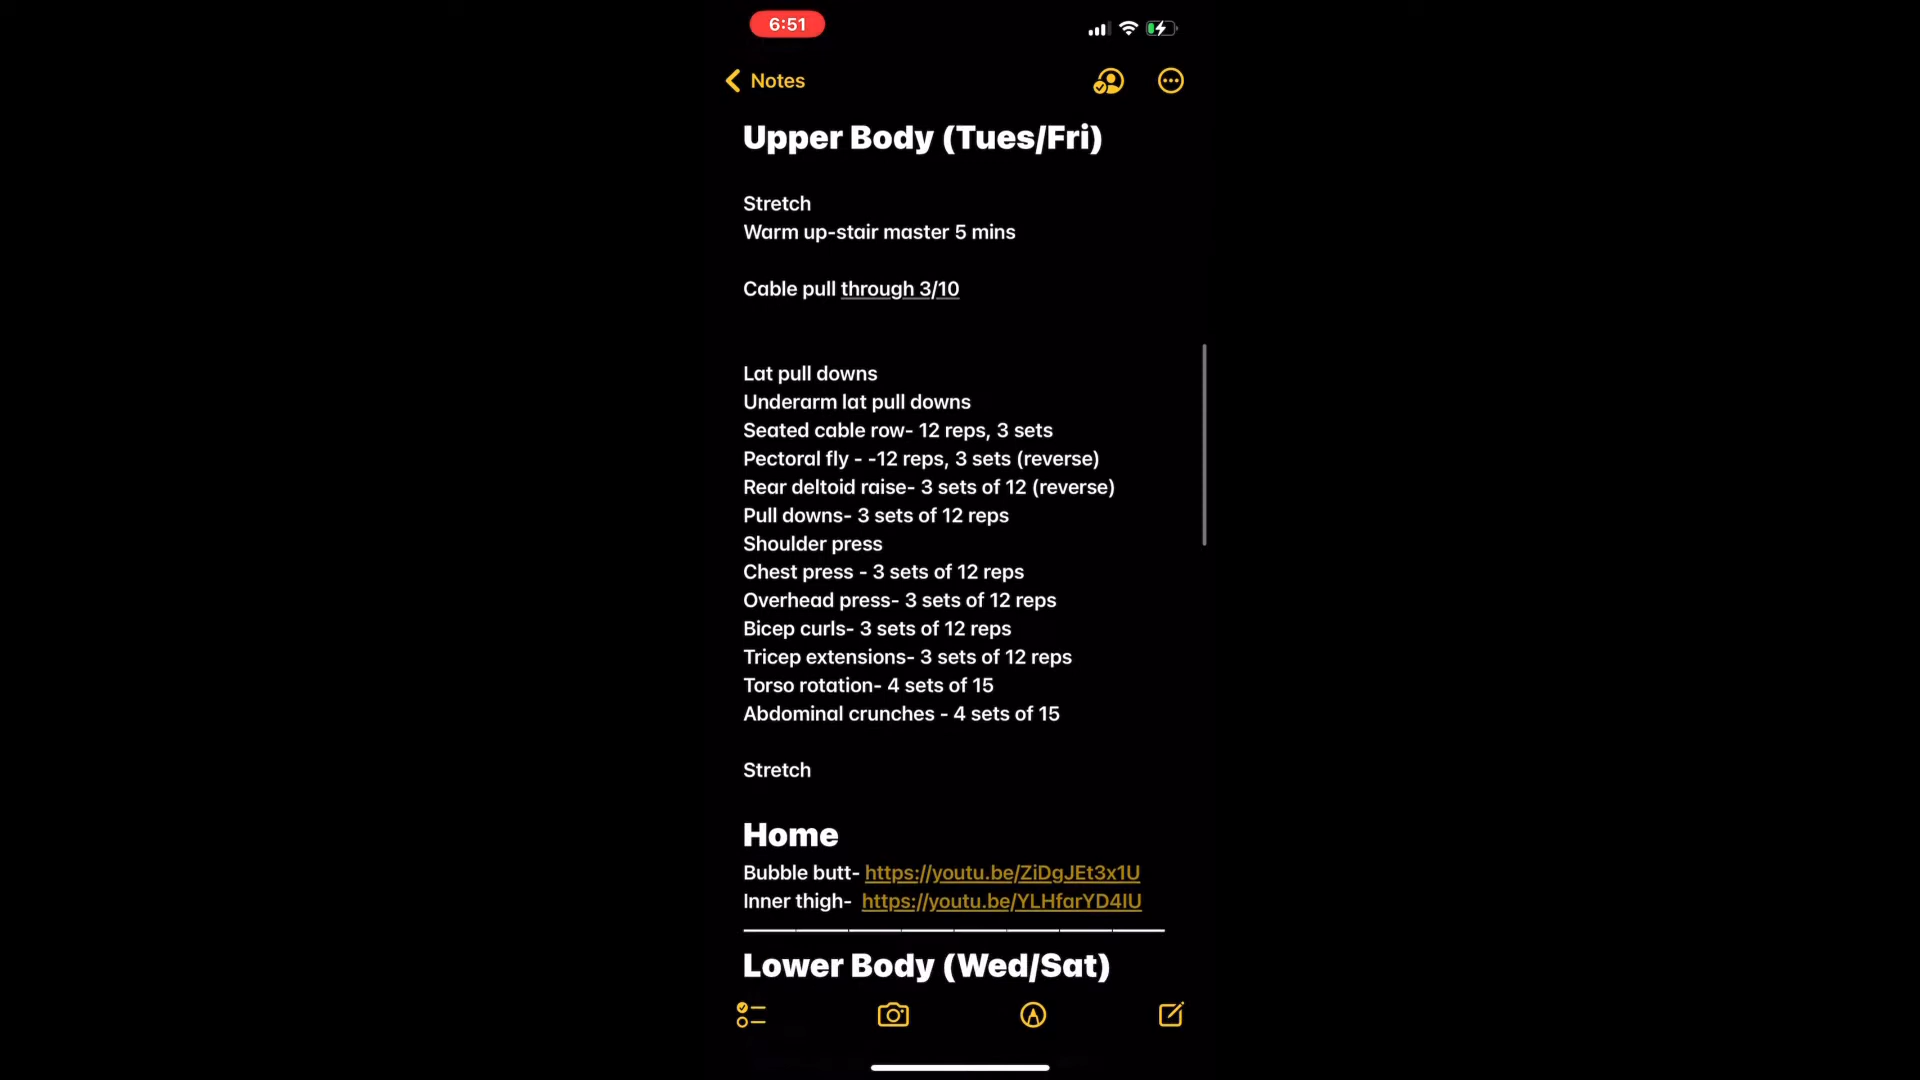 6:51
Notes
Upper Body (Tues/Fri)
Stretch
Warm up-stair master 5 mins
Cable pull through 3/10
Lat pull downs
Underarm lat pull downs
Seated cable row- 12 reps, 3 sets
Pectoral fly - -12 reps, 3 sets (reverse)
Rear deltoid raise- 3 sets of 12 (reverse)
Pull downs- 3 sets of 12 reps
Shoulder press
Chest press - 3 sets of 12 reps
Overhead press- 3 sets of 12 reps
Bicep curls- 3 sets of 12 reps
Tricep extensions- 3 sets of 12 reps
Torso rotation- 4 sets of 15
Abdominal crunches - 4 sets of 15
Stretch
Home
Bubble butt- https://youtu.be/ZiDgJEt3x1U
Inner thigh- https://youtu.be/YLHfarYD4IU
Lower Body (Wed/Sat)